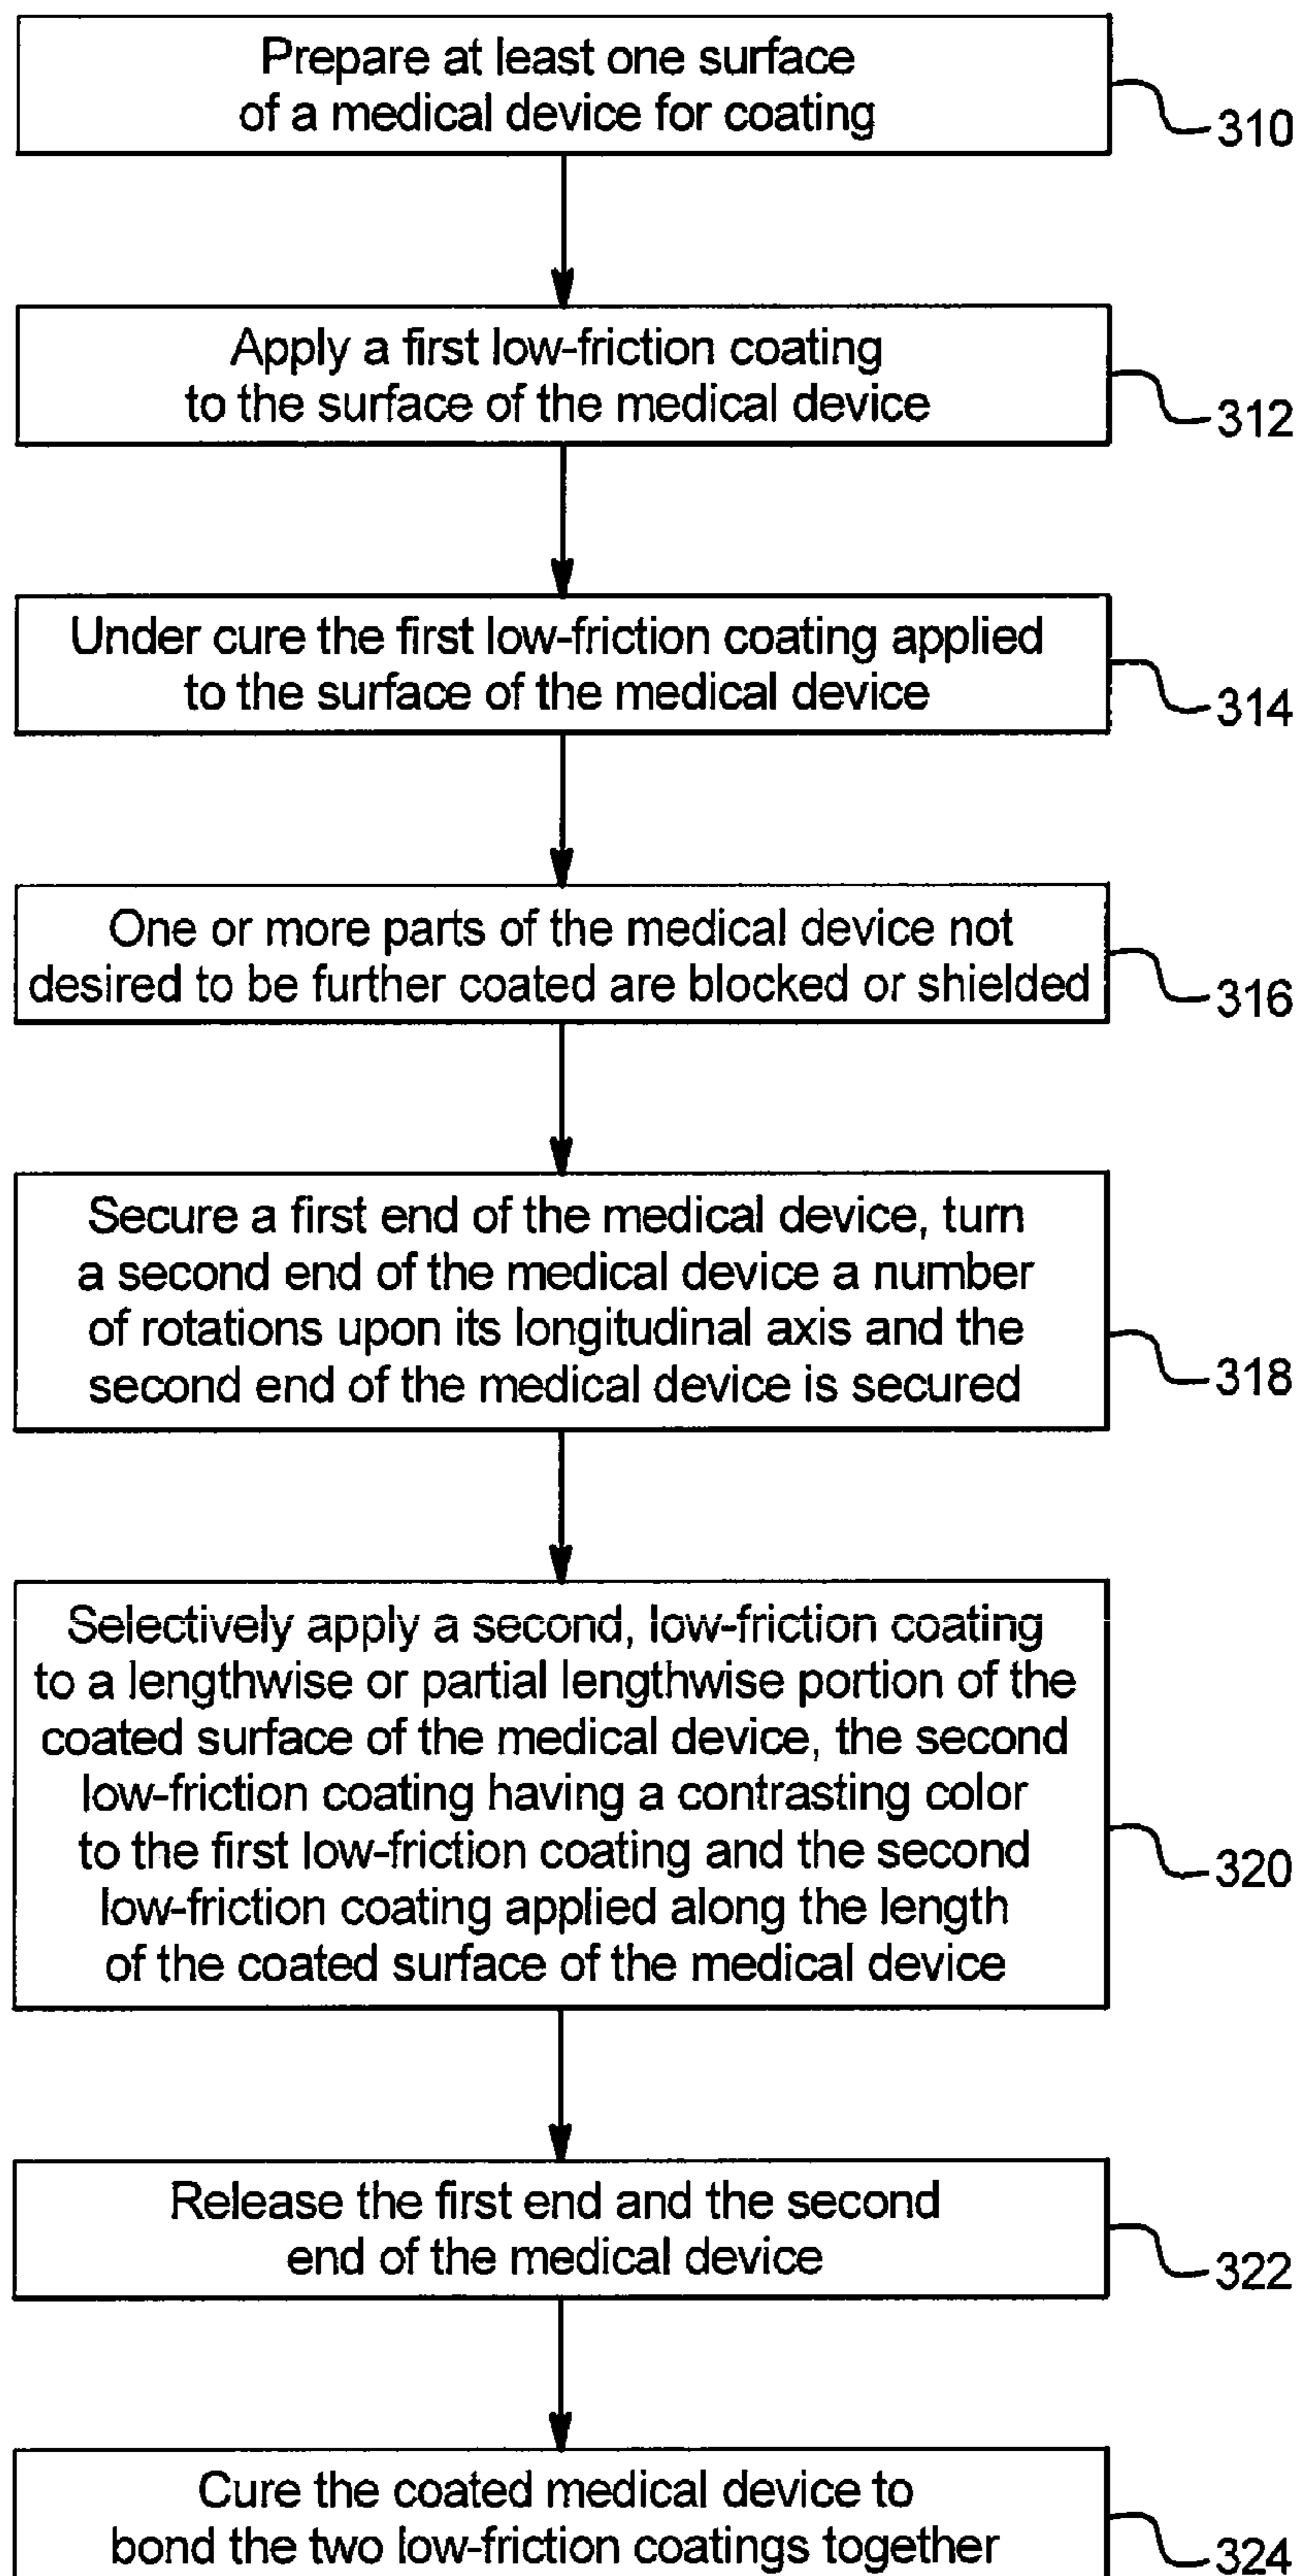 Prepare at least one surface
of a medical device for coating
310
Apply a first low-friction coating
to the surface of the medical device
312
Under cure the first low-friction coating applied
to the surface of the medical device
314
One or more parts of the medical device not
desired to be further coated are blocked or shielded
316
Secure a first end of the medical device, turn
a second end of the medical device a number
of rotations upon its longitudinal axis and the
second end of the medical device is secured
318
Selectively apply a second, low-friction coating
to a lengthwise or partial lengthwise portion of the
coated surface of the medical device, the second
low-friction coating having a contrasting color
to the first low-friction coating and the second
low-friction coating applied along the length
of the coated surface of the medical device
320
Release the first end and the second
end of the medical device
322
Cure the coated medical device to
bond the two low-friction coatings together
324